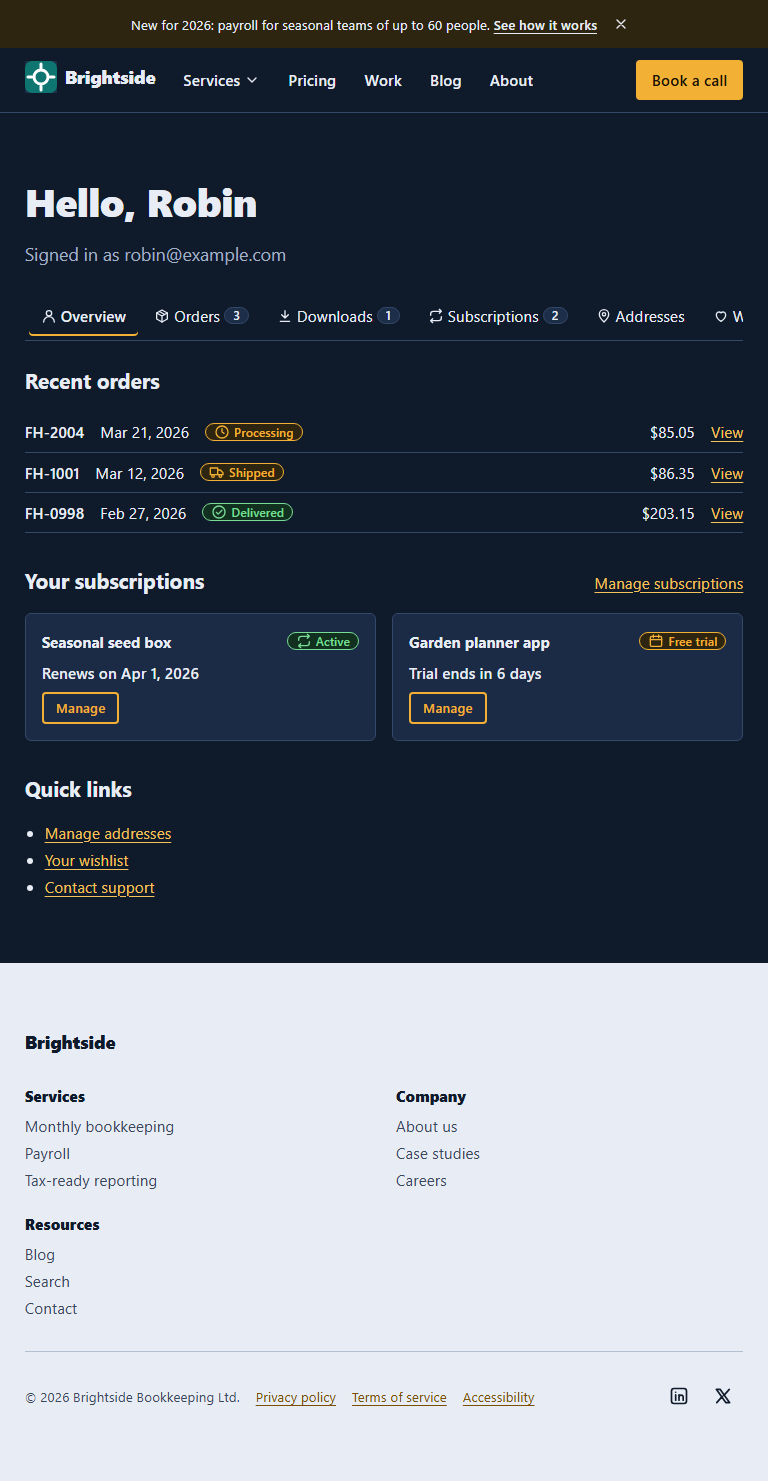 New for 2026: payroll for seasonal teams of up to 60 people. See how it works
Brightside Services Pricing Work Blog About Book a call
Hello, Robin
Signed in as robin@example.com
Overview Orders 3 Downloads 1 Subscriptions 2 Addresses W
Recent orders
FH-2004 Mar 21, 2026 Processing $85.05 View
FH-1001 Mar 12, 2026 Shipped $86.35 View
FH-0998 Feb 27, 2026 Delivered $203.15 View
Your subscriptions Manage subscriptions
Seasonal seed box Active
Renews on Apr 1, 2026
Manage
Garden planner app Free trial
Trial ends in 6 days
Manage
Quick links
Manage addresses
Your wishlist
Contact support
Brightside
Services
Monthly bookkeeping
Payroll
Tax-ready reporting
Company
About us
Case studies
Careers
Resources
Blog
Search
Contact
© 2026 Brightside Bookkeeping Ltd. Privacy policy Terms of service Accessibility